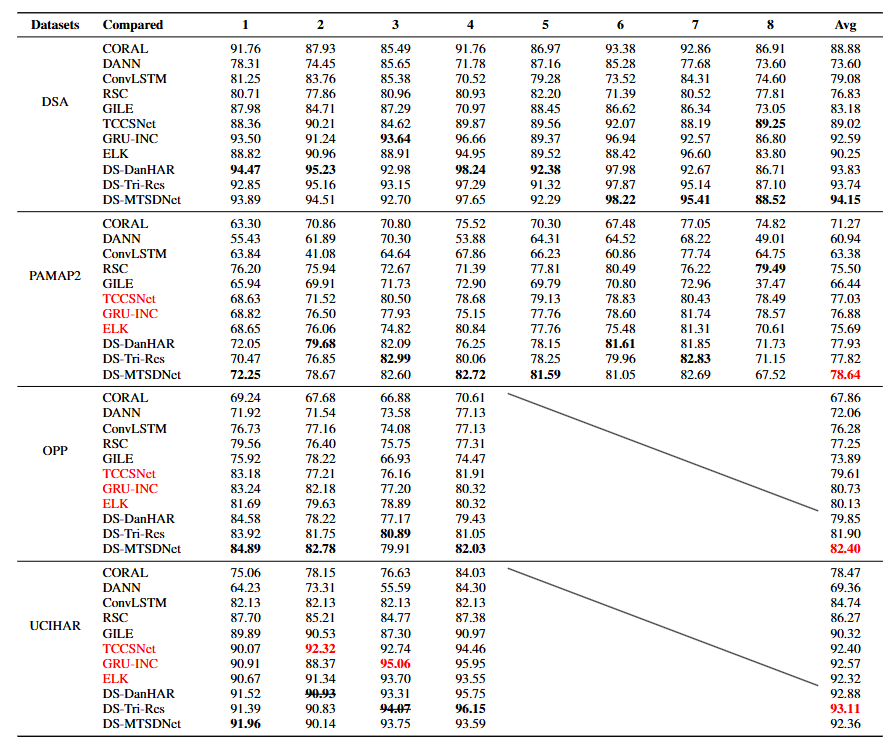 Datasets Compared 1 2 3 4 5 6 7 8 Avg
CORAL 91.76 87.93 85.49 91.76 86.97 93.38 92.86 86.91 88.88
DANN 78.31 74.45 85.65 71.78 87.16 85.28 77.68 73.60 73.60
ConvLSTM 81.25 83.76 85.38 70.52 79.28 73.52 84.31 74.60 79.08
RSC 80.71 77.86 80.96 80.93 82.20 71.39 80.52 77.81 76.83
GILE 87.98 84.71 87.29 70.97 88.45 86.62 86.34 73.05 83.18
DSA TCCSNet 88.36 90.21 84.62 89.87 89.56 92.07 88.19 89.25 89.02
GRU-INC 93.50 91.24 93.64 96.66 89.37 96.94 92.57 86.80 92.59
ELK 88.82 90.96 88.91 94.95 89.52 88.42 96.60 83.80 90.25
DS-DanHAR 94.47 95.23 92.98 98.24 92.38 97.98 92.67 86.71 93.83
DS-Tri-Res 92.85 95.16 93.15 97.29 91.32 97.87 95.14 87.10 93.74
DS-MTSDNet 93.89 94.51 92.70 97.65 92.29 98.22 95.41 88.52 94.15
CORAL 63.30 70.86 70.80 75.52 70.30 67.48 77.05 74.82 71.27
DANN 55.43 61.89 70.30 53.88 64.31 64.52 68.22 49.01 60.94
ConvLSTM 63.84 41.08 64.64 67.86 66.23 60.86 77.74 64.75 63.38
RSC 76.20 75.94 72.67 71.39 77.81 80.49 76.22 79.49 75.50
PAMAP2 GILE 65.94 69.91 71.73 72.90 69.79 70.80 72.96 37.47 66.44
TCCSNet 68.63 71.52 80.50 78.68 79.13 78.83 80.43 78.49 77.03
GRU-INC 68.82 76.50 77.93 75.15 77.76 78.60 81.74 78.57 76.88
ELK 68.65 76.06 74.82 80.84 77.76 75.48 81.31 70.61 75.69
DS-DanHAR 72.05 79.68 82.09 76.25 78.15 81.61 81.85 71.73 77.93
DS-Tri-Res 70.47 76.85 82.99 80.06 78.25 79.96 82.83 71.15 77.82
DS-MTSDNet 72.25 78.67 82.60 82.72 81.59 81.05 82.69 67.52 78.64
CORAL 69.24 67.68 66.88 70.61 67.86
DANN 71.92 71.54 73.58 77.13 72.06
ConvLSTM 76.73 77.16 74.08 77.13 76.28
RSC 79.56 76.40 75.75 77.31 77.25
OPP GILE 75.92 78.22 66.93 74.47 73.89
TCCSNet 83.18 77.21 76.16 81.91 79.61
GRU-INC 83.24 82.18 77.20 80.32 80.73
ELK 81.69 79.63 78.89 80.32 80.13
DS-DanHAR 84.58 78.22 77.17 79.43 79.85
DS-Tri-Res 83.92 81.75 80.89 81.05 81.90
DS-MTSDNet 84.89 82.78 79.91 82.03 82.40
CORAL 75.06 78.15 76.63 84.03 78.47
DANN 64.23 73.31 55.59 84.30 69.36
ConvLSTM 82.13 82.13 82.13 82.13 84.74
RSC 87.70 85.21 84.77 87.38 86.27
UCIHAR GILE 89.89 90.53 87.30 90.97 90.32
TCCSNet 90.07 92.32 92.74 94.46 92.40
GRU-INC 90.91 88.37 95.06 95.95 92.57
ELK 90.67 91.34 93.70 93.55 92.32
DS-DanHAR 91.52 90.93 93.31 95.75 92.88
DS-Tri-Res 91.39 90.83 94.07 96.15 93.11
DS-MTSDNet 91.96 90.14 93.75 93.59 92.36